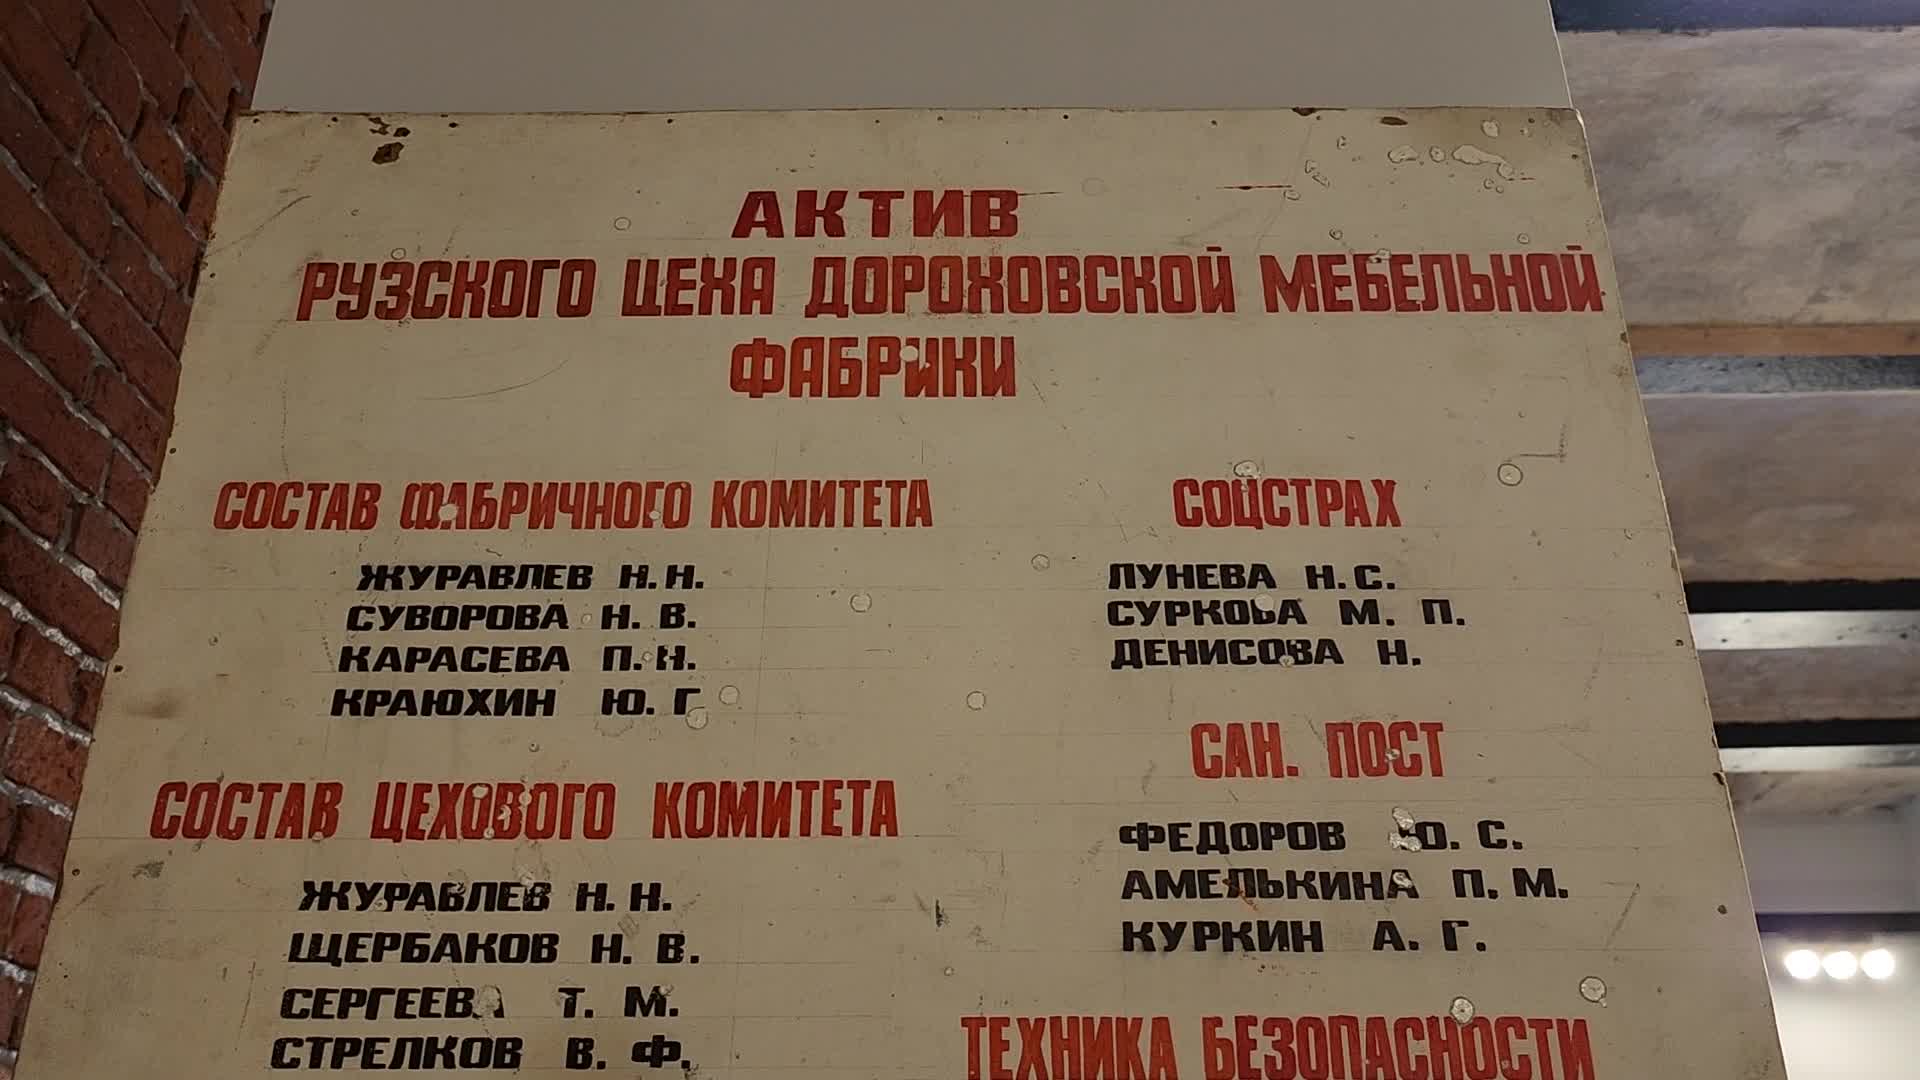 АКТИВ
РУЗСКОГО ЦЕХА ДОРОХОВСКОЙ МЕБЕЛЬНОЙ
ФАБРИКИ
СОСТАВ ФАБРИЧНОГО КОМИТЕТА
ЖУРАВЛЕВ Н. Н.
СУВОРОВА Н. В.
КАРАСЕВА П. Н.
КРАЮХИН Ю. Г
СОСТАВ ЦЕХОВОГО КОМИТЕТА
ЖУРАВЛЕВ Н. Н.
ЩЕРБАКОВ Н. В.
СЕРГЕЕВА Т. М.
СТРЕЛКОВ В. Ф.
СОЦСТРАХ
ЛУНЕВА Н. С.
СУРКОВА М. П.
ДЕНИСОВА Н.
САН. ПОСТ
ФЕДОРОВ Ю. С.
АМЕЛЬКИНА П. М.
КУРКИН А. Г.
ТЕХНИКА БЕЗОПАСНОСТИ